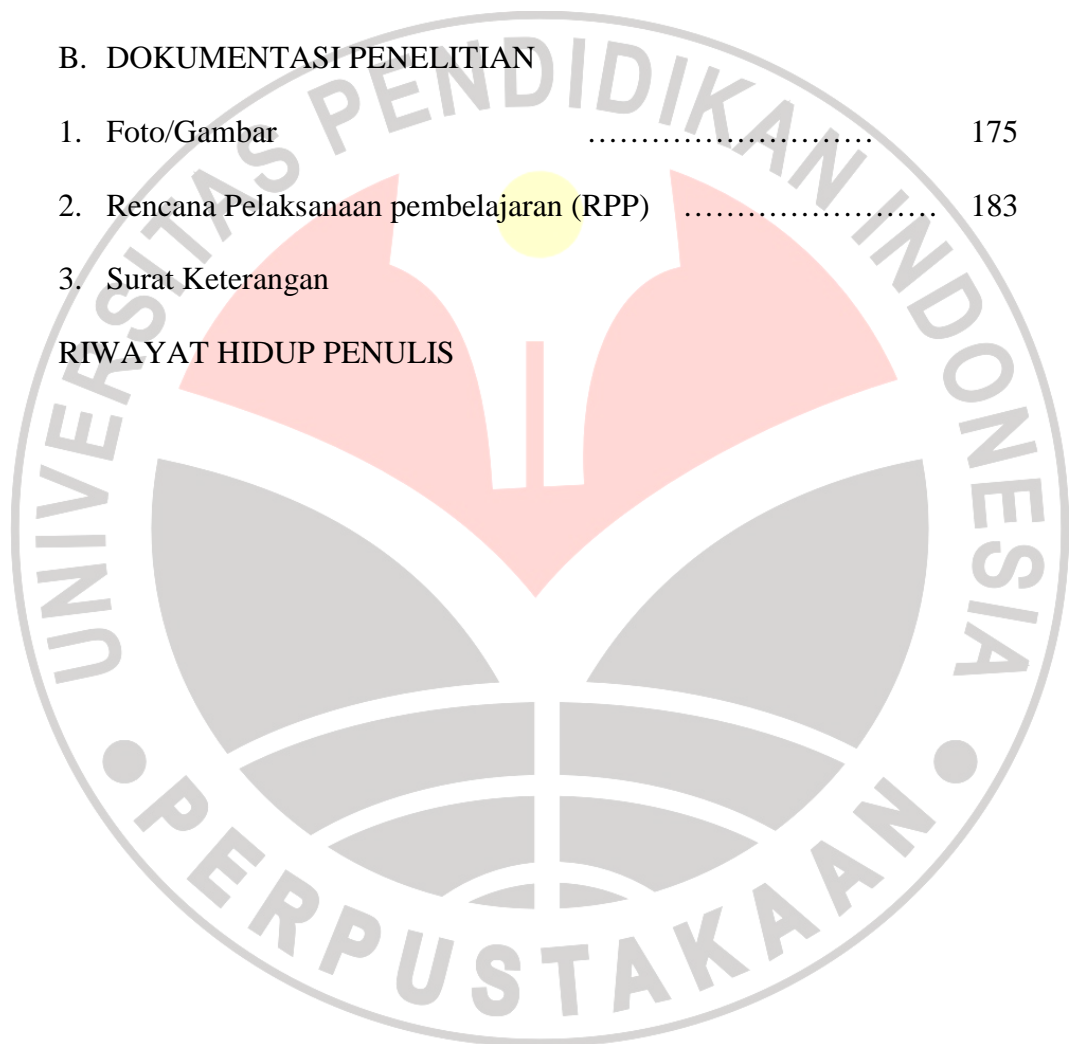 B. DOKUMENTASI PENELITIAN
1. Foto/Gambar ……………………… 175
2. Rencana Pelaksanaan pembelajaran (RPP) …………………… 183
3. Surat Keterangan
RIWAYAT HIDUP PENULIS
UNIVERSITAS PENDIDIKAN INDONESIA
PERPUSTAKAAN